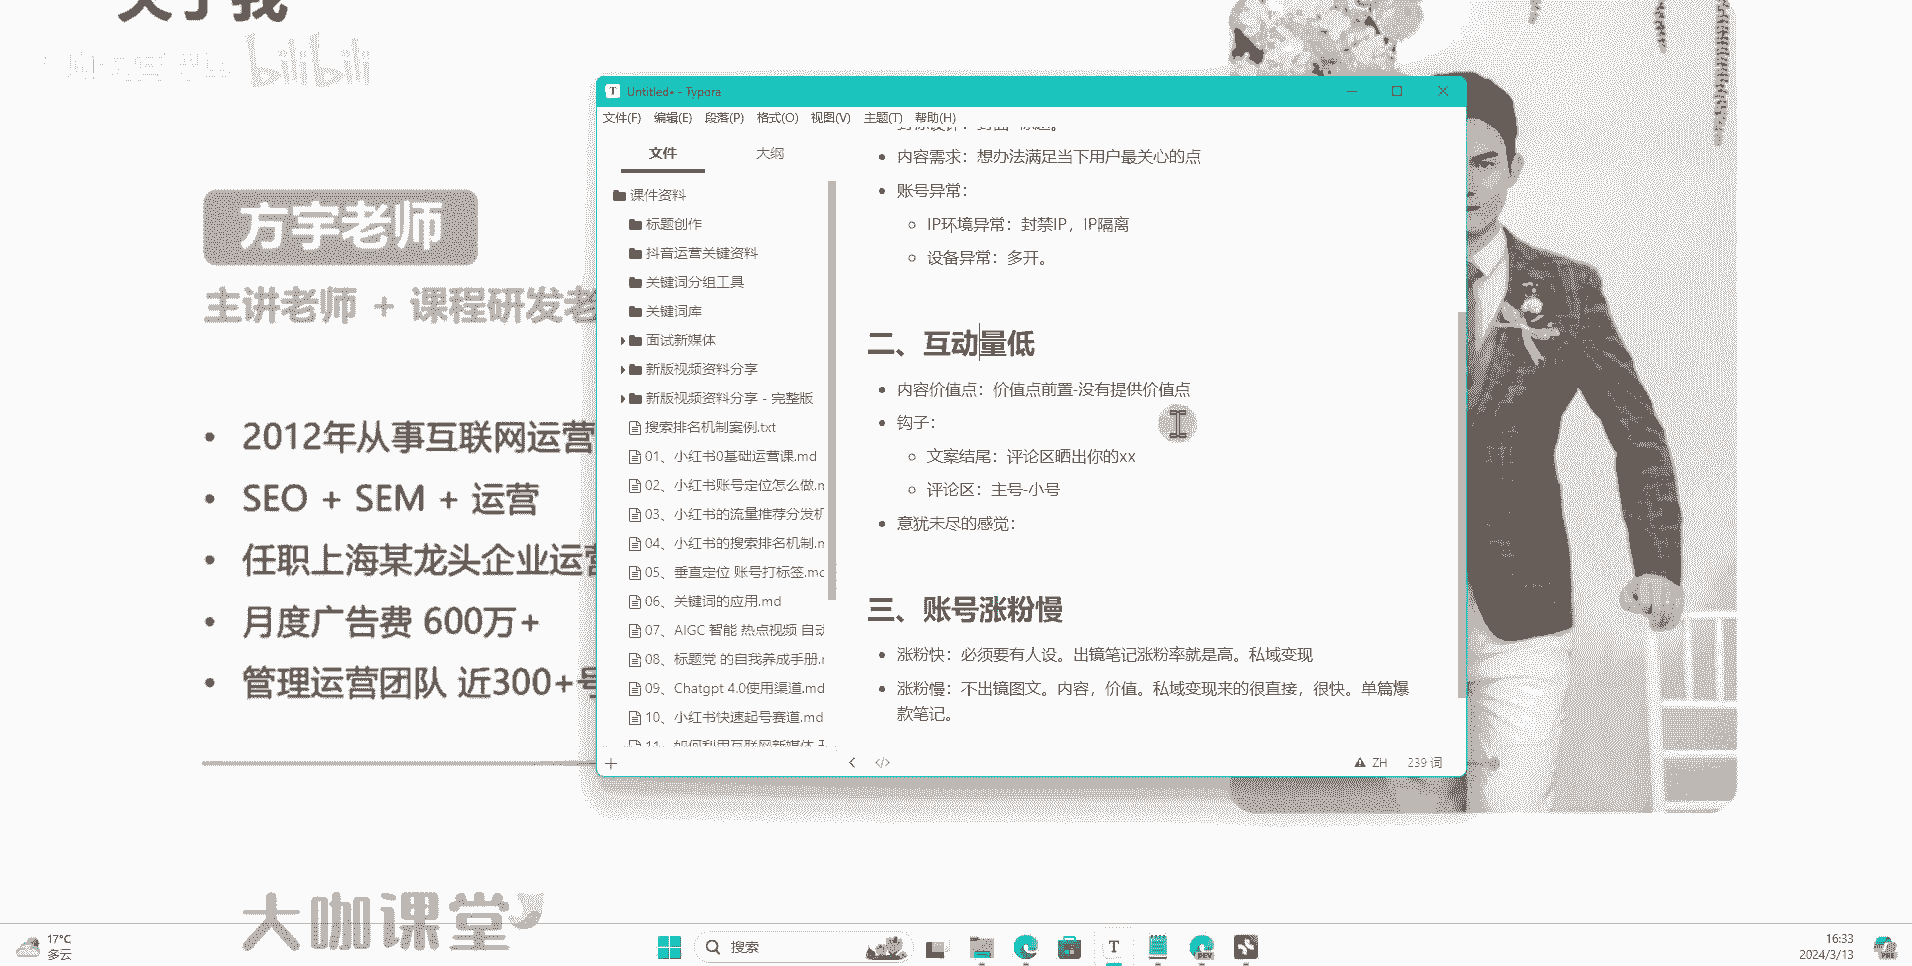 关于我
bilibili
方宇老师
主讲老师 + 课程研发老
2012年从事互联网运营
SEO + SEM + 运营
任职上海某龙头企业运营
月度广告费 600万+
管理运营团队 近300+号
大咖课堂
Untitled• - Typora
文件(F) 编辑(E) 段落(P) 格式(O) 视图(V) 主题(T) 帮助(H)
文件 大纲
课件资料
标题创作
抖音运营关键资料
关键词分组工具
关键词库
面试新媒体
新版视频资料分享
新版视频资料分享 - 完整版
搜索排名机制案例.txt
01、小红书0基础运营课.md
02、小红书账号定位怎么做.m
03、小红书的流量推荐分发机
04、小红书的搜索排名机制.m
05、垂直定位 账号打标签.mc
06、关键词的应用.md
07、AIGC 智能 热点视频 自动
08、标题党 的自我养成手册.r
09、Chatgpt 4.0使用渠道.md
10、小红书快速起号赛道.md
11、如何利用互联网新媒体
内容需求：想办法满足当下用户最关心的点
账号异常：
IP环境异常：封禁IP，IP隔离
设备异常：多开。
二、互动量低
内容价值点：价值点前置-没有提供价值点
钩子：
文案结尾：评论区晒出你的xx
评论区：主号-小号
意犹未尽的感觉：
三、账号涨粉慢
涨粉快：必须要有人设。出镜笔记涨粉率就是高。私域变现
涨粉慢：不出镜图文。内容，价值。私域变现来的很直接，很快。单篇爆
款笔记。
ZH 239 词
17°C
多云
搜索
16:33
2024/3/13